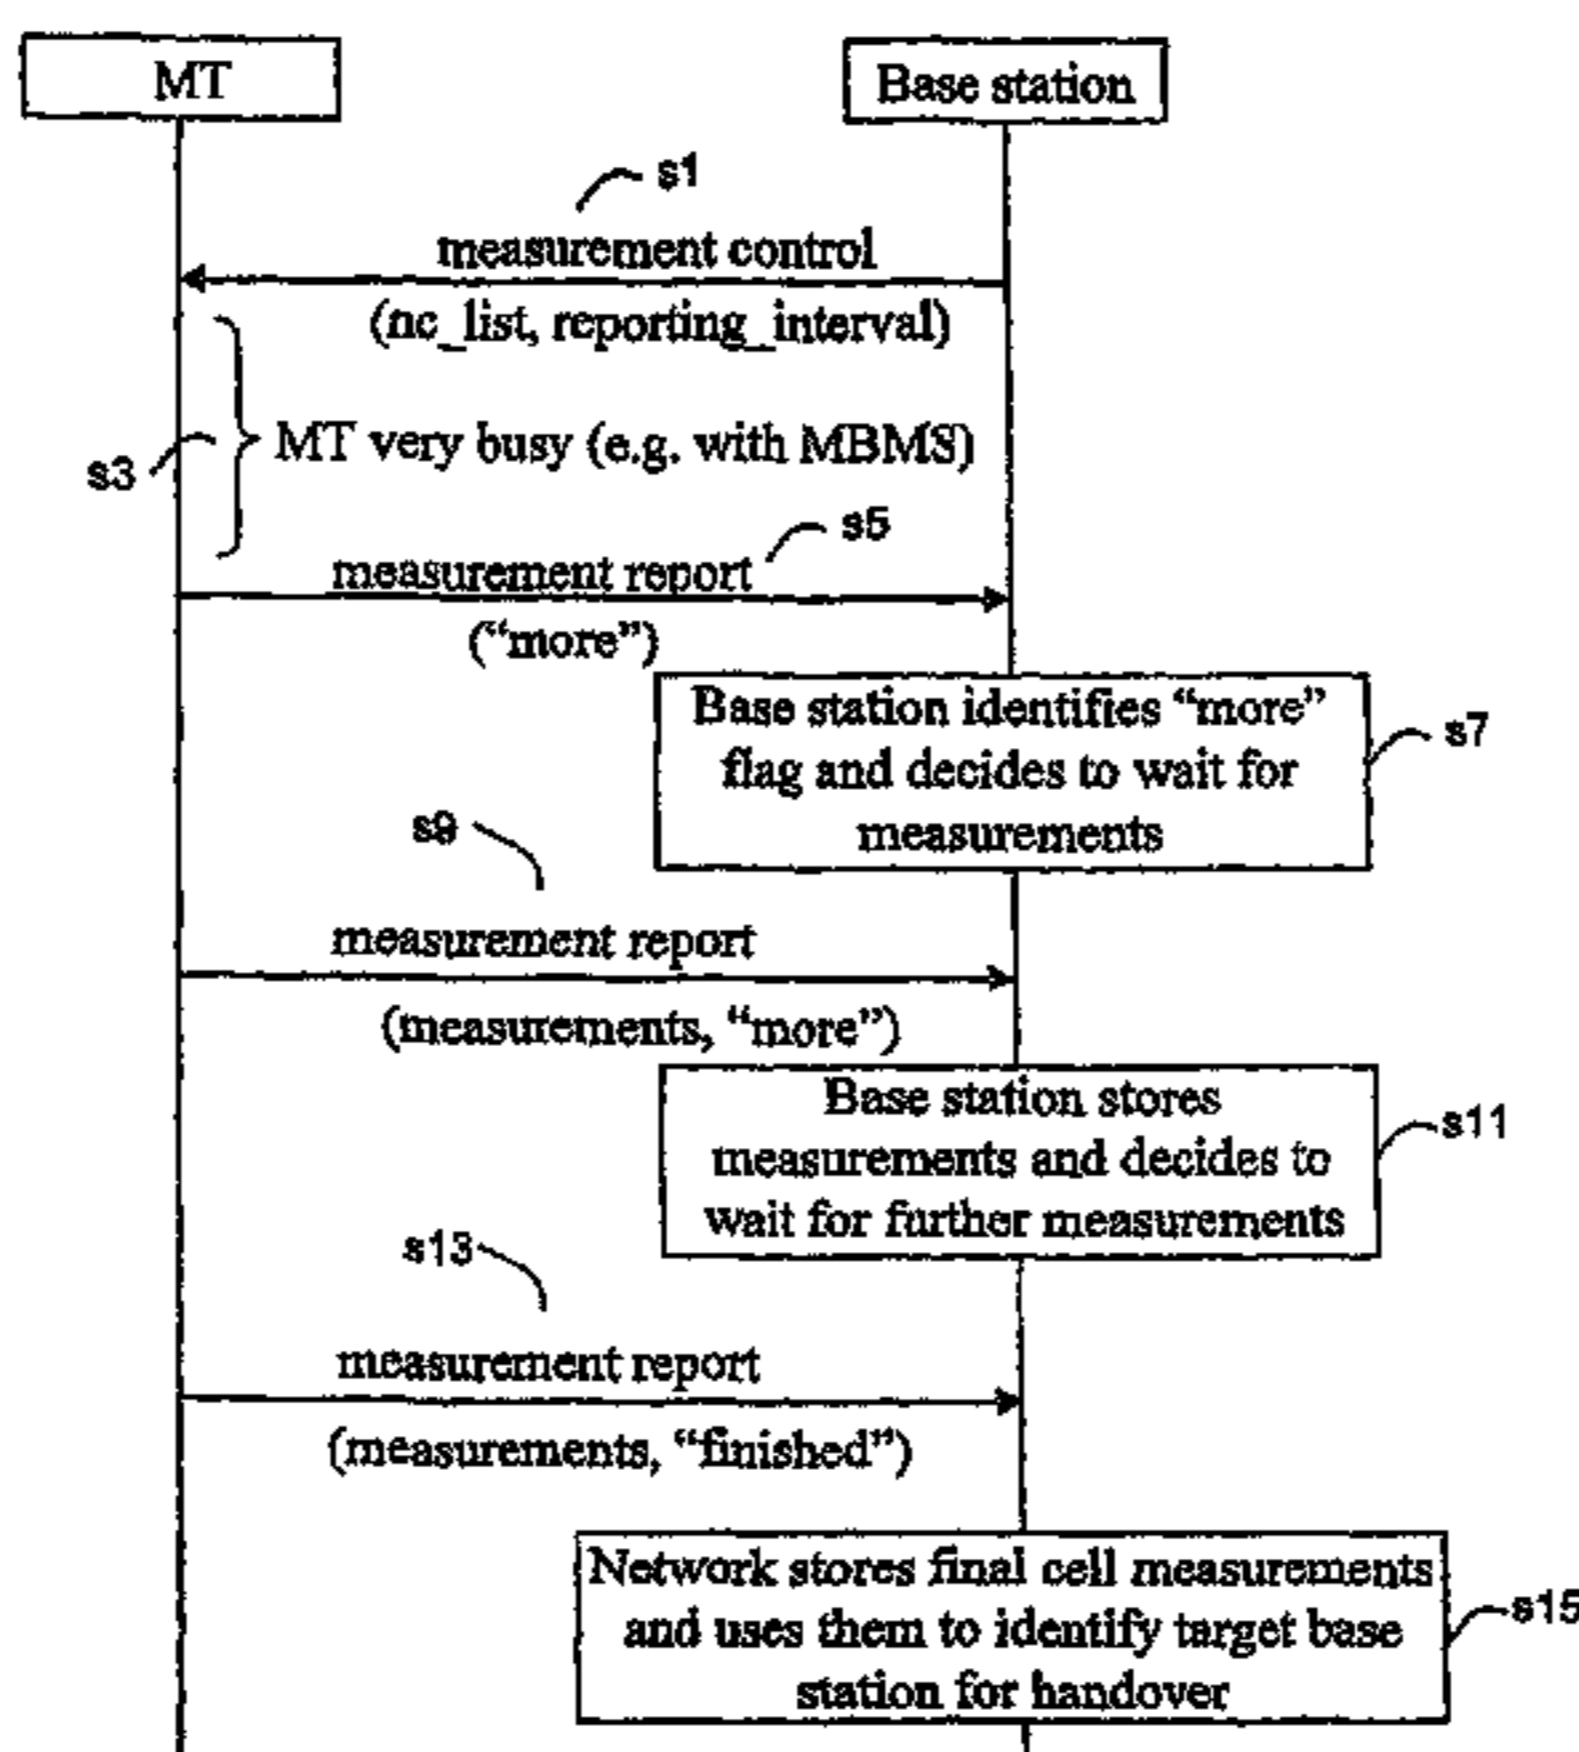 MT
Base station
s1
measurement control
(nc_list, reporting_interval)
s3
MT very busy (e.g. with MBMS)
s5
measurement report
("more")
Base station identifies "more"
flag and decides to wait for
measurements
s7
s9
measurement report
(measurements, "more")
Base station stores
measurements and decides to
wait for further measurements
s11
s13
measurement report
(measurements, "finished")
Network stores final cell measurements
and uses them to identify target base
station for handover
s15